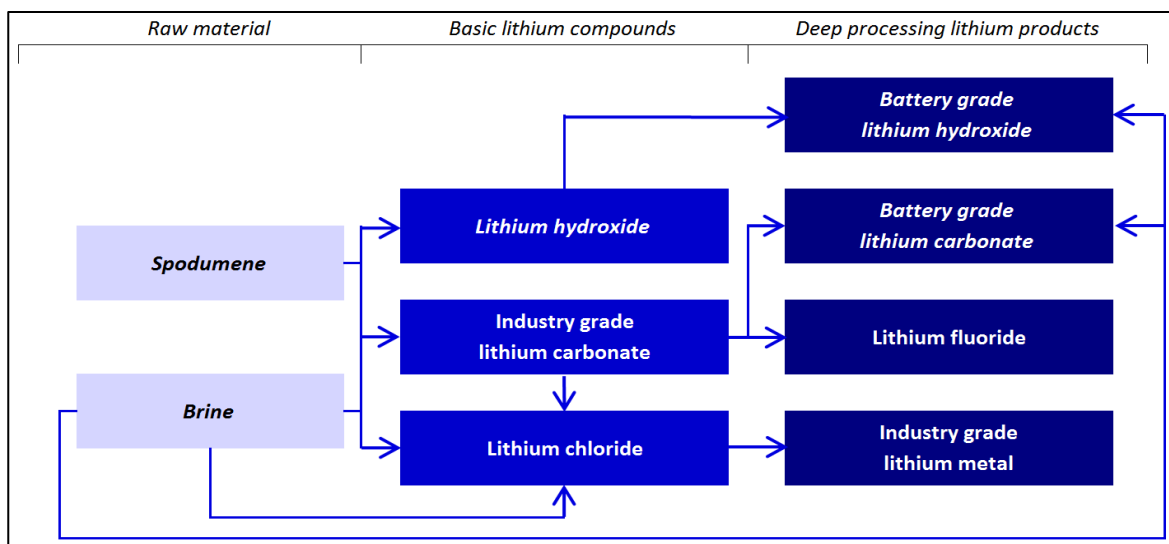 Raw material
Basic lithium compounds
Deep processing lithium products
Battery grade
lithium hydroxide
Lithium hydroxide
Battery grade
lithium carbonate
Spodumene
Industry grade
lithium carbonate
Lithium fluoride
Brine
Lithium chloride
Industry grade
lithium metal